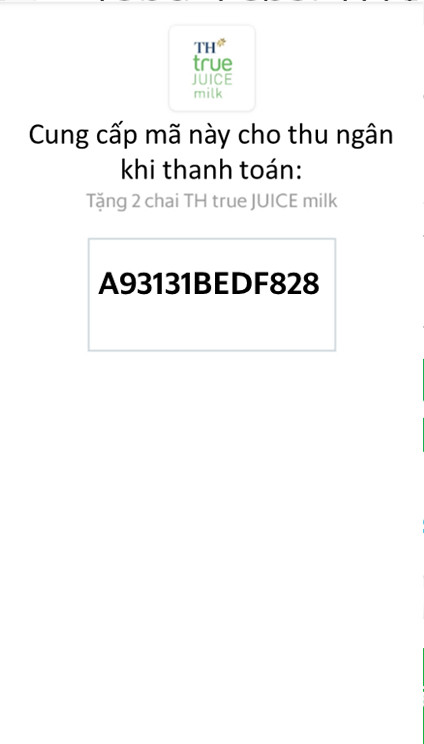 TH
true
JUICE
milk
Cung cấp mã này cho thu ngân
khi thanh toán:
Tặng 2 chai TH true JUICE milk
A93131BEDF828